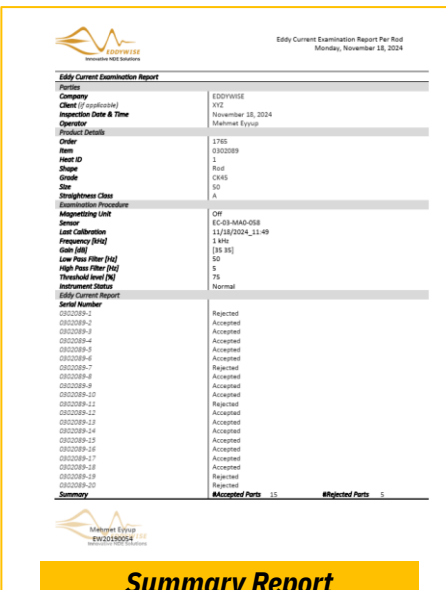 EDDYWISE
Innovative NDE Solutions
Eddy Current Examination Report Per Rod
Monday, November 18, 2024
Eddy Current Examination Report
Parties
Company EDDYWISE
Client (if applicable) XYZ
Inspection Date & Time November 18, 2024
Operator Mehmet Eyyup
Product Details
Order 1765
Item 0302089
Heat ID 1
Shape Rod
Grade CK45
Size 50
Straightness Class A
Examination Procedure
Magnetizing Unit Off
Sensor EC-03-MA0-058
Last Calibration 11/18/2024_11:49
Frequency [kHz] 1 kHz
Gain [dB] [35 35]
Low Pass Filter [Hz] 50
High Pass Filter [Hz] 5
Threshold level [%] 75
Instrument Status Normal
Eddy Current Report
Serial Number
0302089-1 Rejected
0302089-2 Accepted
0302089-3 Accepted
0302089-4 Accepted
0302089-5 Accepted
0302089-6 Accepted
0302089-7 Rejected
0302089-8 Accepted
0302089-9 Accepted
0302089-10 Accepted
0302089-11 Rejected
0302089-12 Accepted
0302089-13 Accepted
0302089-14 Accepted
0302089-15 Accepted
0302089-16 Accepted
0302089-17 Accepted
0302089-18 Accepted
0302089-19 Rejected
0302089-20 Rejected
Summary #Accepted Parts 15 #Rejected Parts 5
Mehmet Eyyup
EW20190054
Innovative NDE Solutions
Summary Report